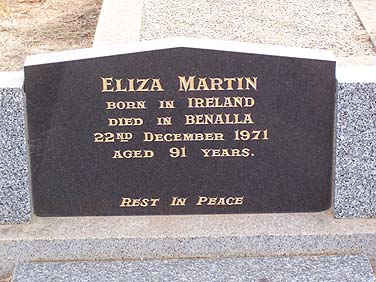 ELIZA MARTIN
BORN IN IRELAND
DIED IN BENALLA
22ND DECEMBER 1971
AGED 91 YEARS.
REST IN PEACE